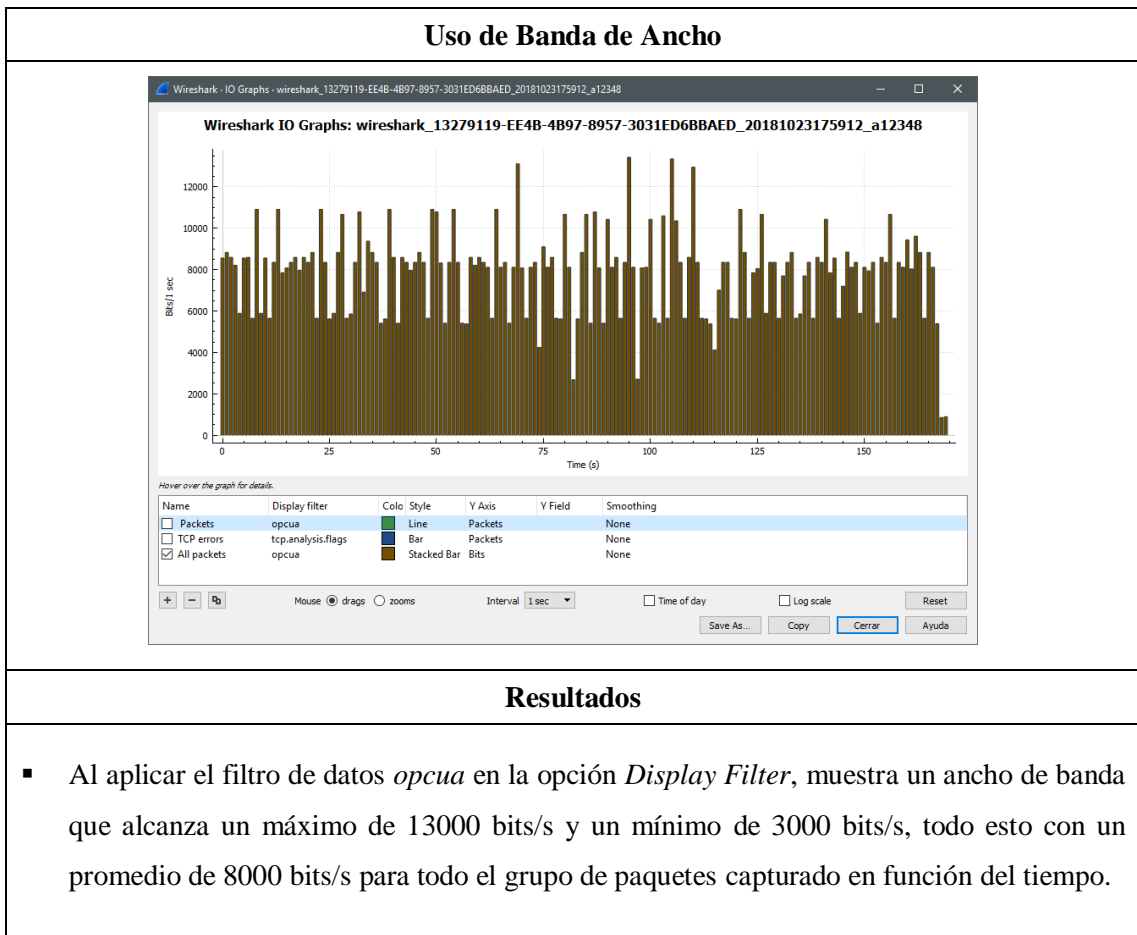 Uso de Banda de Ancho
Wireshark · IO Graphs · wireshark_13279119-EE4B-4B97-8957-3031ED6BBAED_20181023175912_a12348
Wireshark IO Graphs: wireshark_13279119-EE4B-4B97-8957-3031ED6BBAED_20181023175912_a12348
12000
10000
8000
6000
4000
2000
0
Bits/1 sec
0 25 50 75 100 125 150
Time (s)
Hover over the graph for details.
Name Display filter Colo Style Y Axis Y Field Smoothing
Packets opcua Line Packets None
TCP errors tcp.analysis.flags Bar Packets None
All packets opcua Stacked Bar Bits None
+ − Mouse drags zooms Interval 1 sec Time of day Log scale Reset
Save As... Copy Cerrar Ayuda
Resultados
▪ Al aplicar el filtro de datos opcua en la opción Display Filter, muestra un ancho de banda
que alcanza un máximo de 13000 bits/s y un mínimo de 3000 bits/s, todo esto con un
promedio de 8000 bits/s para todo el grupo de paquetes capturado en función del tiempo.